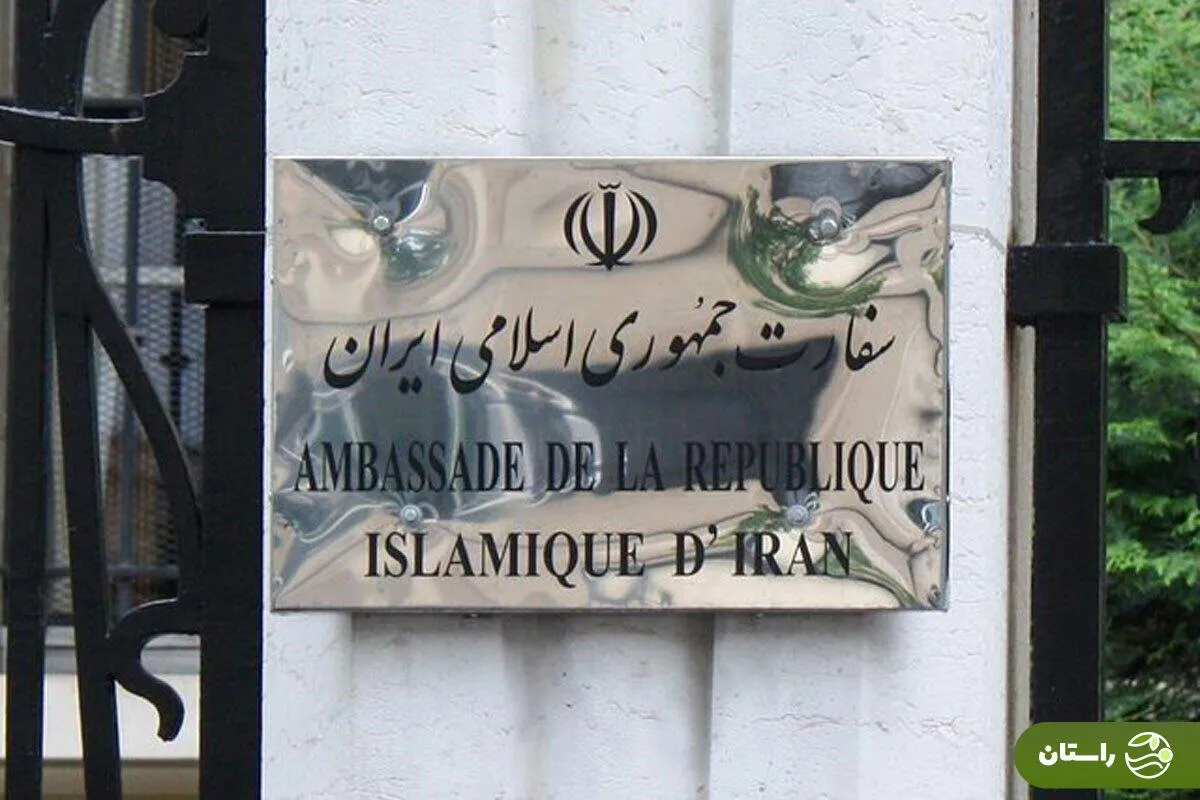 سفارت جمهوری اسلامی ایران
AMBASSADE DE LA REPUBLIQUE
ISLAMIQUE D'IRAN
راستان